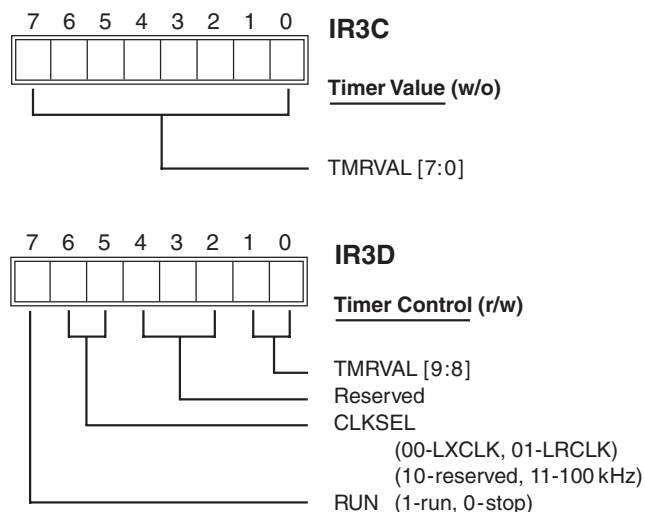 7 6 5 4 3 2 1 0
IR3C
Timer Value (w/o)
TMRVAL [7:0]
7 6 5 4 3 2 1 0
IR3D
Timer Control (r/w)
TMRVAL [9:8]
Reserved
CLKSEL
(00-LXCLK, 01-LRCLK)
(10-reserved, 11-100 kHz)
RUN (1-run, 0-stop)